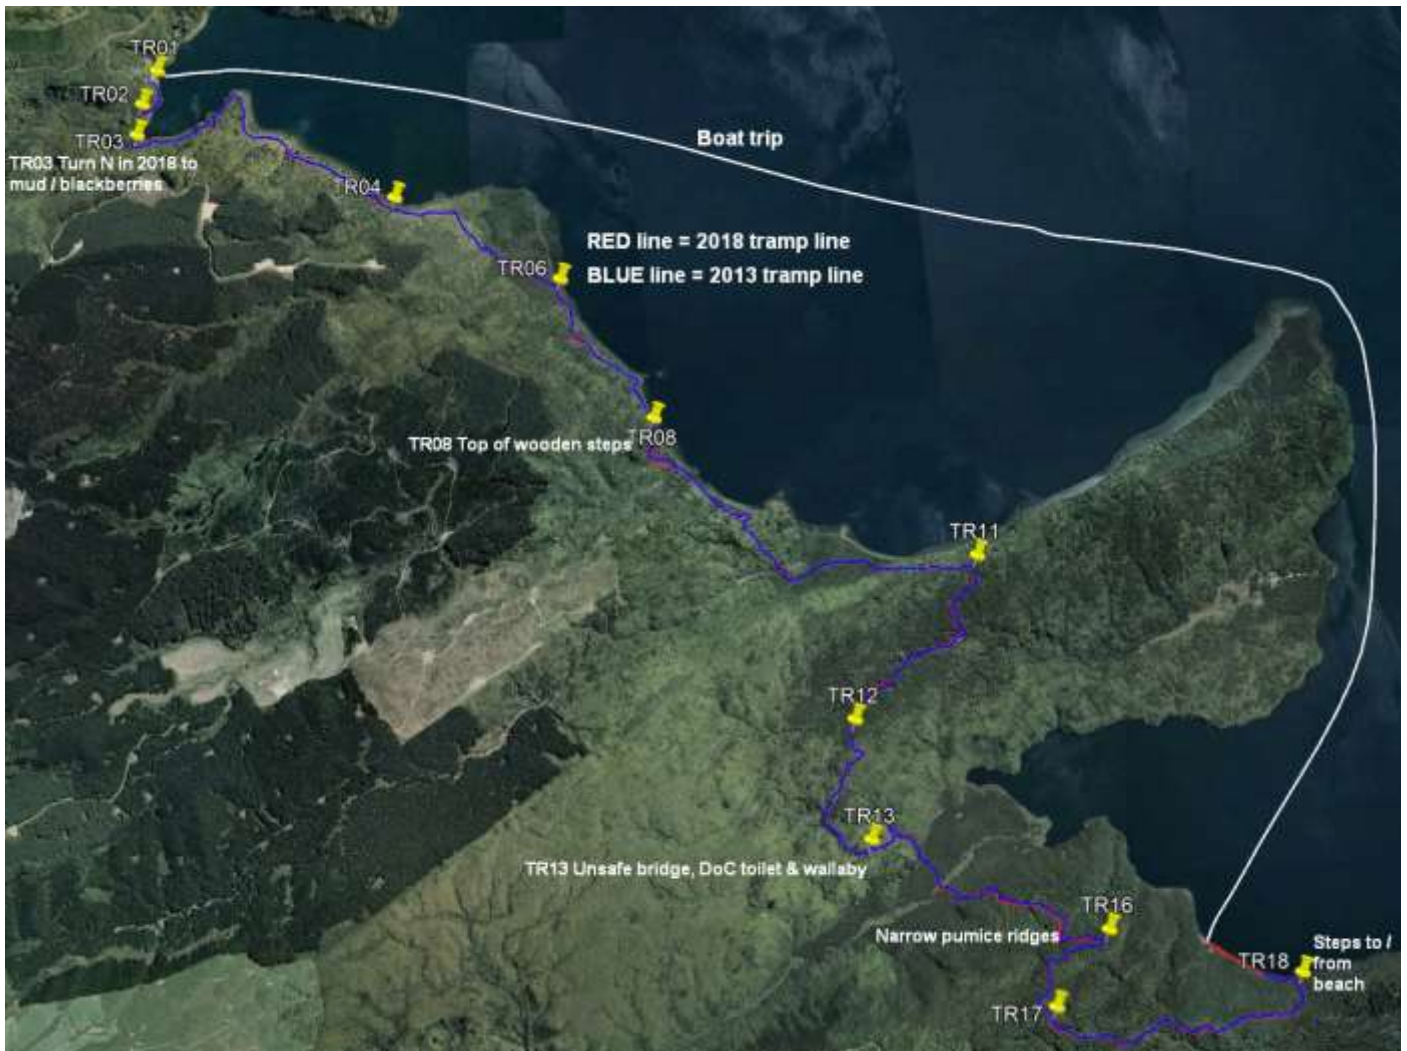 TR01
Boat trip
TR02
TR03
TR03 Turn N in 2018 to
mud / blackberries
TR04
RED line = 2018 tramp line
TR06
BLUE line = 2013 tramp line
TR08
TR08 Top of wooden steps
TR11
TR12
TR13
TR13 Unsafe bridge, DoC toilet & wallaby
TR16
Narrow pumice ridges
TR18
Steps to /
from
beach
TR17